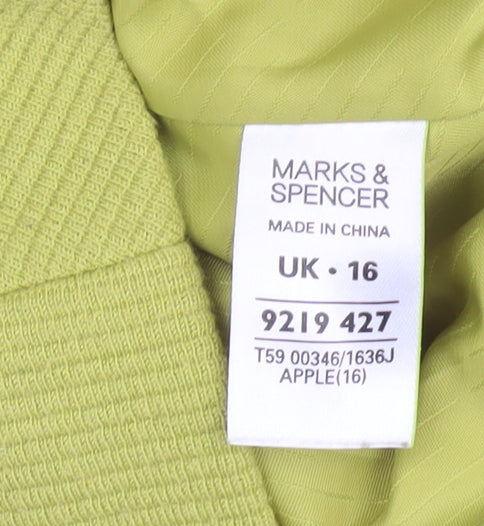 MARKS &
SPENCER
MADE IN CHINA
UK • 16
9219 427
T59 00346/1636J
APPLE(16)